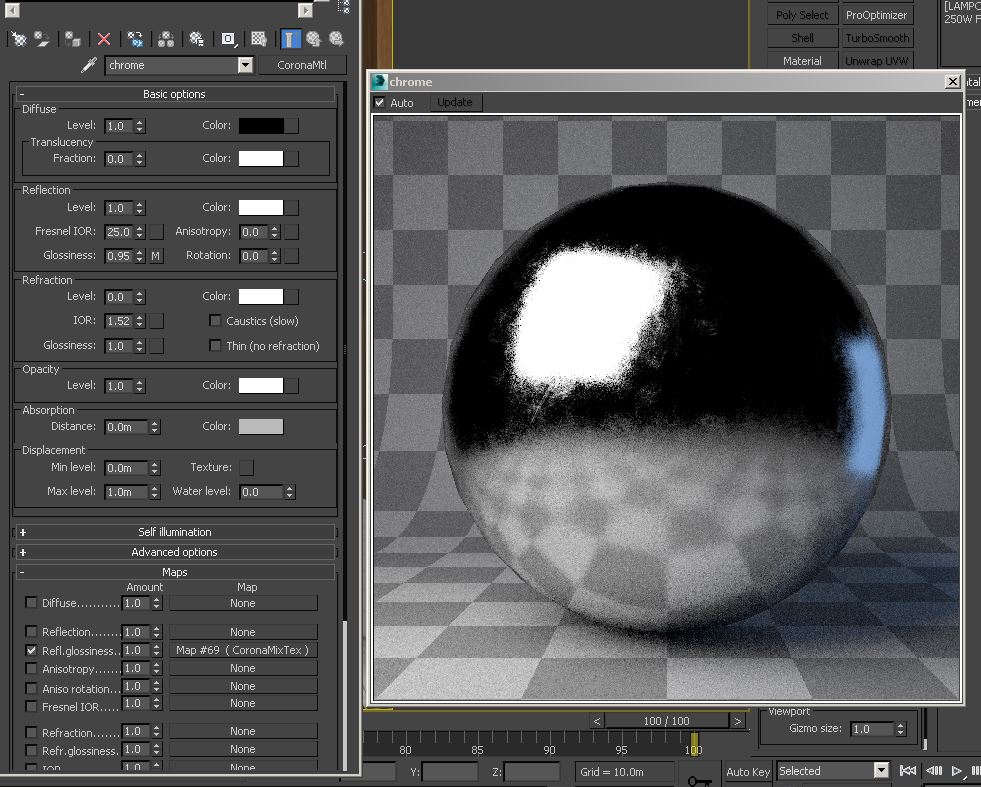 chrome
CoronaMtl
Basic options
Diffuse
Level: 1.0 Color:
Translucency
Fraction: 0.0 Color:
Reflection
Level: 1.0 Color:
Fresnel IOR: 25.0 Anisotropy: 0.0
Glossiness: 0.95 M Rotation: 0.0
Refraction
Level: 0.0 Color:
IOR: 1.52 Caustics (slow)
Glossiness: 1.0 Thin (no refraction)
Opacity
Level: 1.0 Color:
Absorption
Distance: 0.0m Color:
Displacement
Min level: 0.0m Texture:
Max level: 1.0m Water level: 0.0
Self illumination
Advanced options
Maps
Amount Map
Diffuse.......... 1.0 None
Reflection....... 1.0 None
Refl.glossiness.. 1.0 Map #69 ( CoronaMixTex )
Anisotropy....... 1.0 None
Aniso rotation... 1.0 None
Fresnel IOR...... 1.0 None
Refraction....... 1.0 None
Refr.glossiness.. 1.0 None
IOR 1.0 None
Poly Select ProOptimizer
Shell TurboSmooth
Material Unwrap UVW
[LAMPO
250W F
chrome
Auto Update
Viewport
Gizmo size: 1.0
< 100 / 100 >
80 85 90 95 100
Y: Z: Grid = 10.0m Auto Key Selected